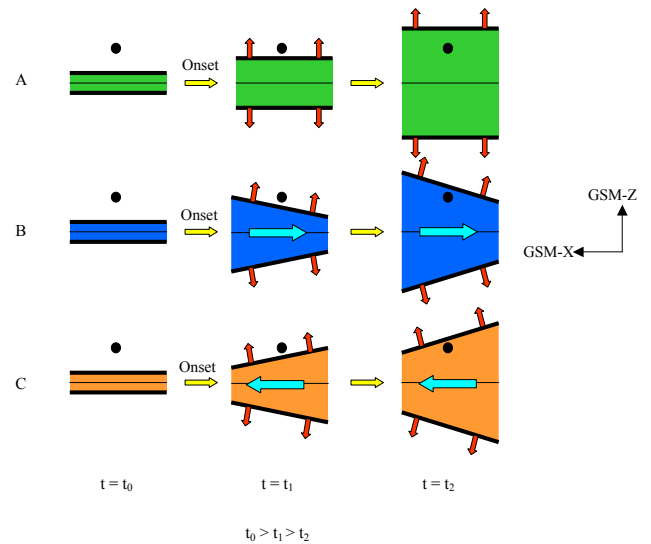 A
Onset
B
Onset
GSM-Z
GSM-X
C
Onset
t = t₀
t = t₁
t = t₂
t₀ > t₁ > t₂